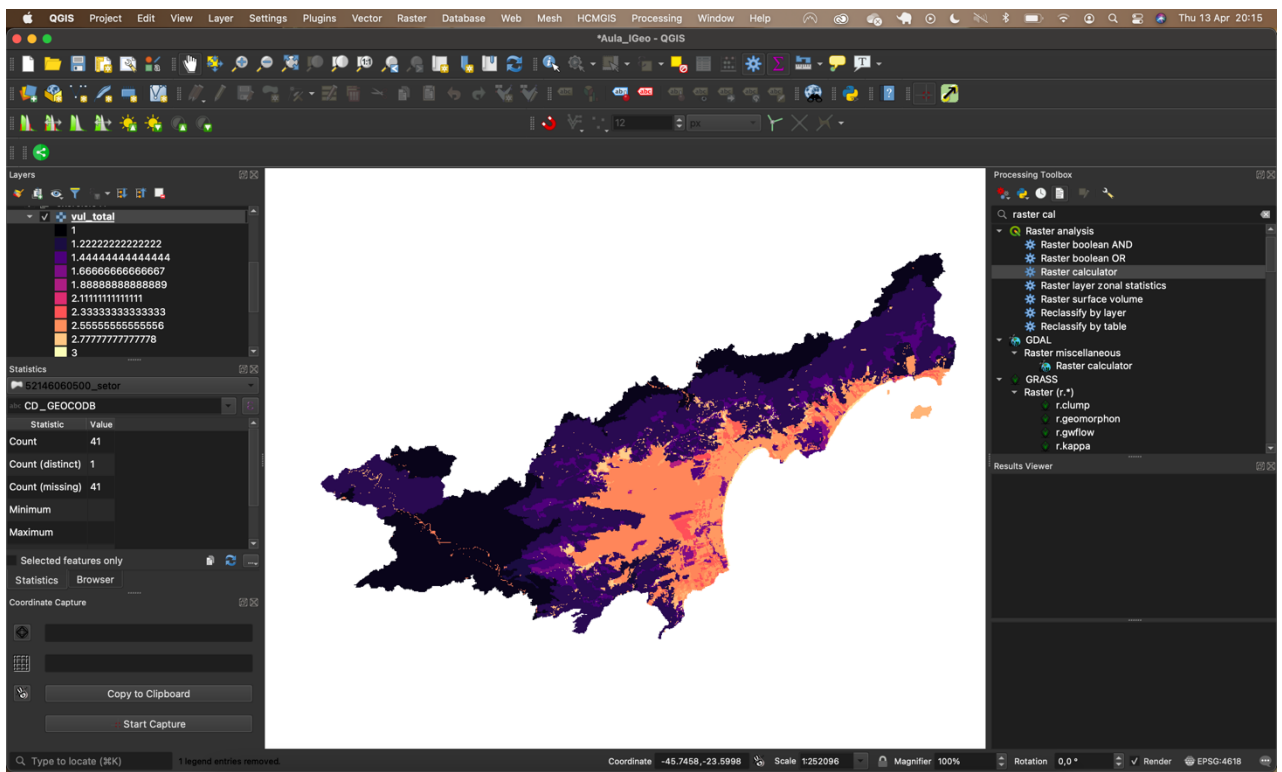 QGIS Project Edit View Layer Settings Plugins Vector Raster Database Web Mesh HCMGIS Processing Window Help Thu 13 Apr 20:15
*Aula_IGeo - QGIS
12 px
Layers
vul_total
1
1.22222222222222
1.44444444444444
1.66666666666667
1.88888888888889
2.11111111111111
2.33333333333333
2.55555555555556
2.77777777777778
3
Statistics
52146060500_setor
abc CD_GEOCODB
Statistic Value
Count 41
Count (distinct) 1
Count (missing) 41
Minimum
Maximum
Selected features only
Statistics Browser
Coordinate Capture
Copy to Clipboard
Start Capture
Processing Toolbox
raster cal
Raster analysis
Raster boolean AND
Raster boolean OR
Raster calculator
Raster layer zonal statistics
Raster surface volume
Reclassify by layer
Reclassify by table
GDAL
Raster miscellaneous
Raster calculator
GRASS
Raster (r.*)
r.clump
r.geomorphon
r.gwflow
r.kappa
Results Viewer
Type to locate (⌘K) 1 legend entries removed. Coordinate -45.7458,-23.5998 Scale 1:252096 Magnifier 100% Rotation 0,0 ° Render EPSG:4618